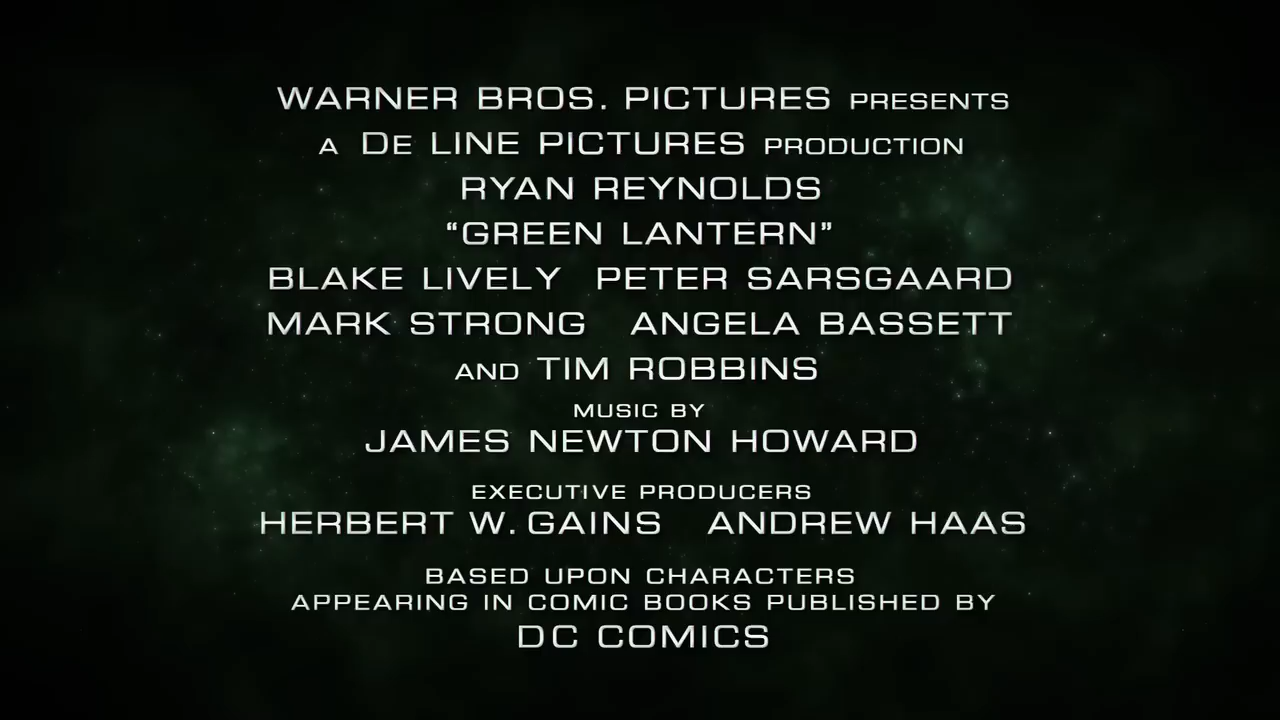 WARNER BROS. PICTURES PRESENTS
A DE LINE PICTURES PRODUCTION
RYAN REYNOLDS
“GREEN LANTERN”
BLAKE LIVELY PETER SARSGAARD
MARK STRONG ANGELA BASSETT
AND TIM ROBBINS
MUSIC BY
JAMES NEWTON HOWARD
EXECUTIVE PRODUCERS
HERBERT W. GAINS ANDREW HAAS
BASED UPON CHARACTERS
APPEARING IN COMIC BOOKS PUBLISHED BY
DC COMICS